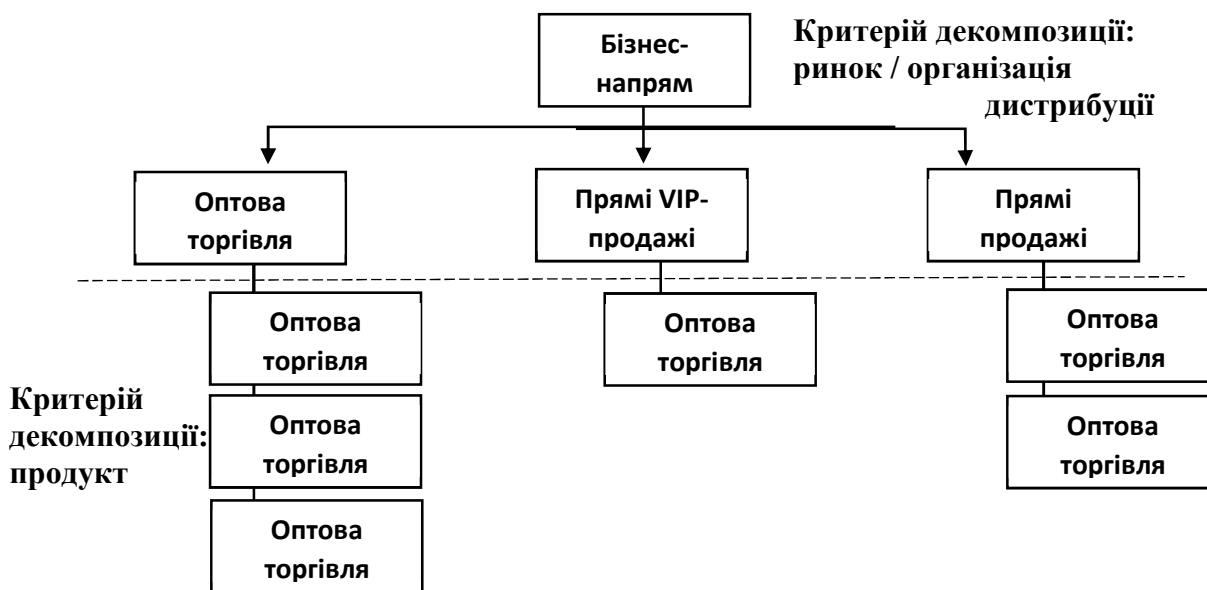 Бізнес-
напрям
Критерій декомпозиції:
ринок / організація
дистрибуції
Оптова
торгівля
Прямі VIP-
продажі
Прямі
продажі
Оптова
торгівля
Оптова
торгівля
Оптова
торгівля
Критерій
декомпозиції:
продукт
Оптова
торгівля
Оптова
торгівля
Оптова
торгівля